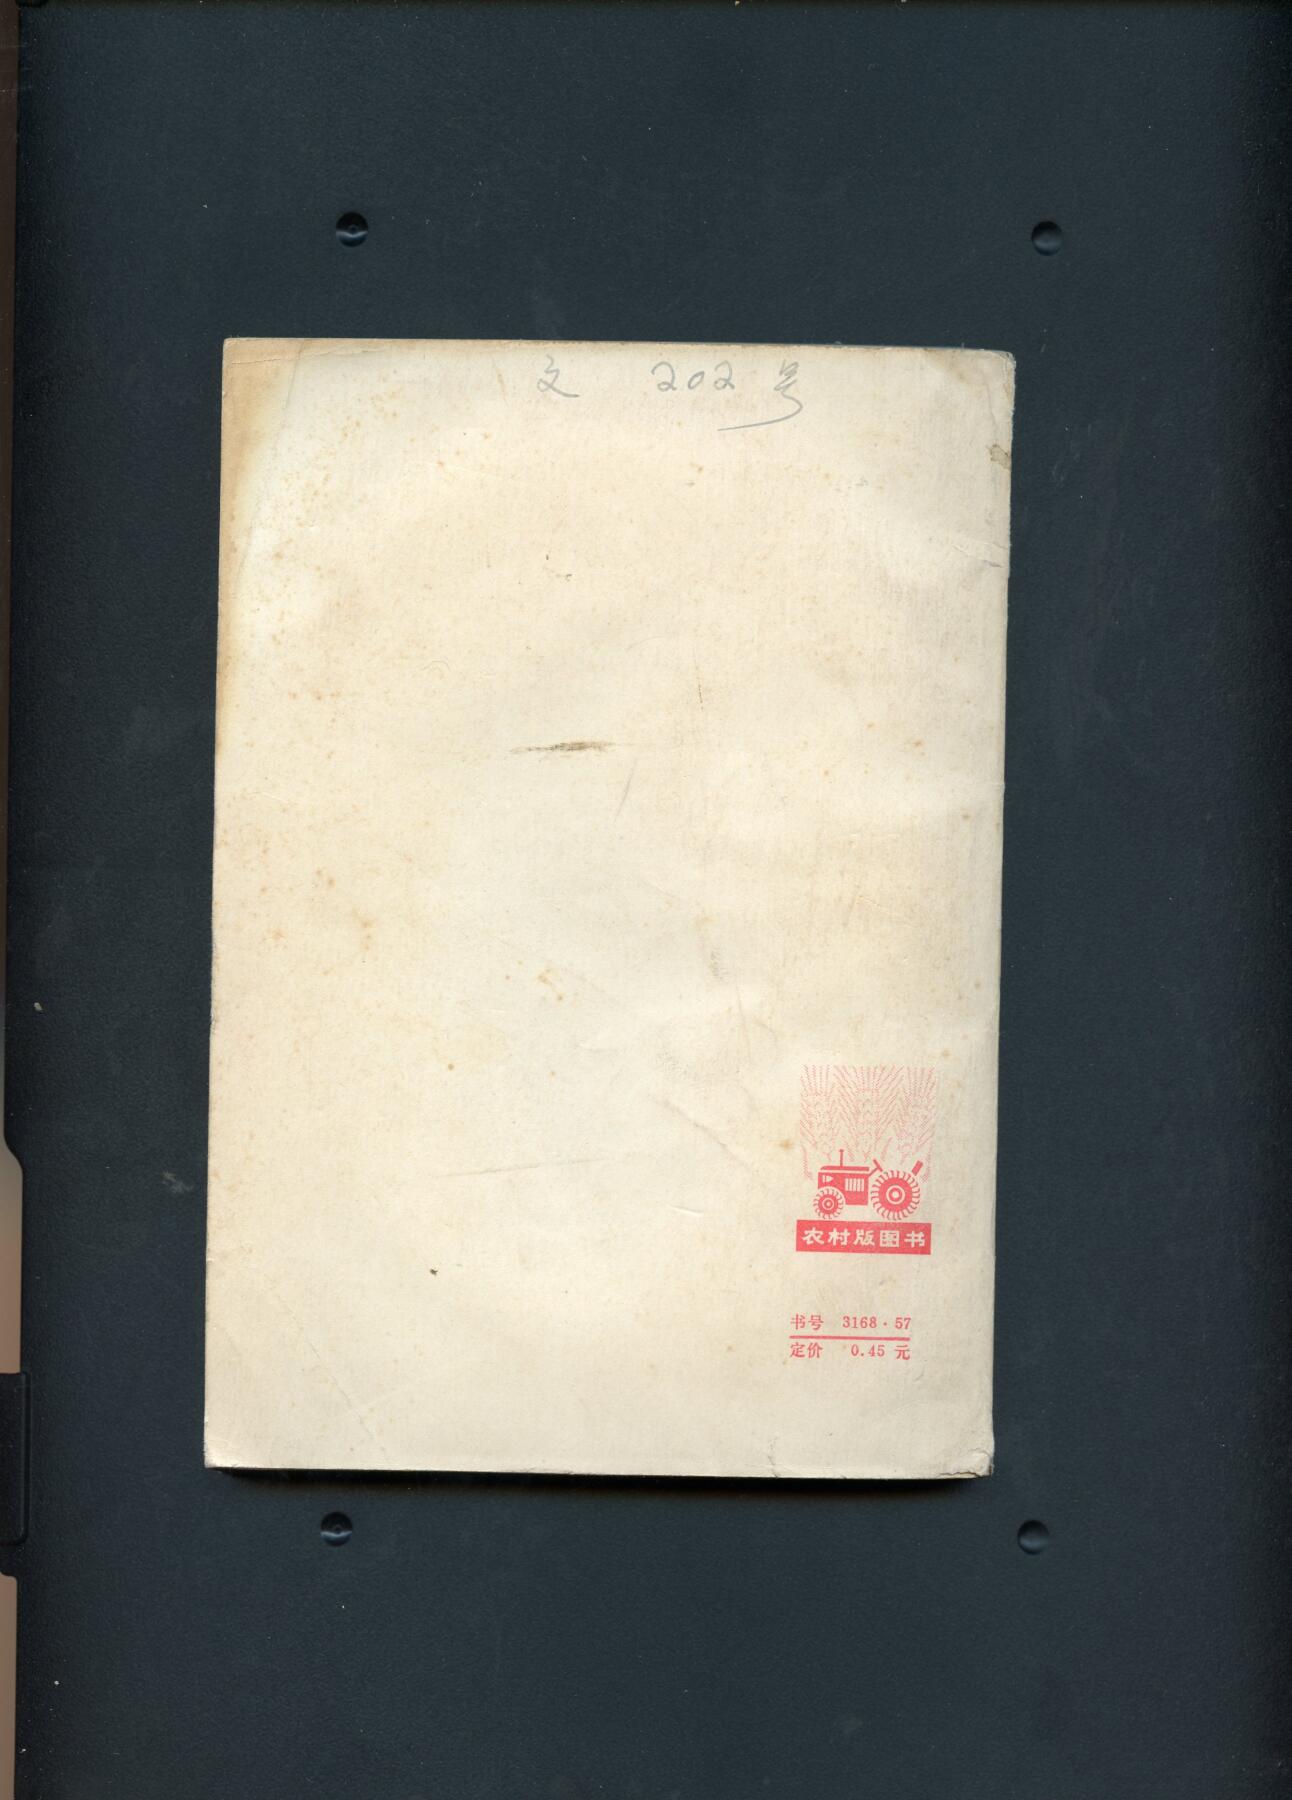 文 202 号
农村版图书
书号 3168·57
定价 0.45 元